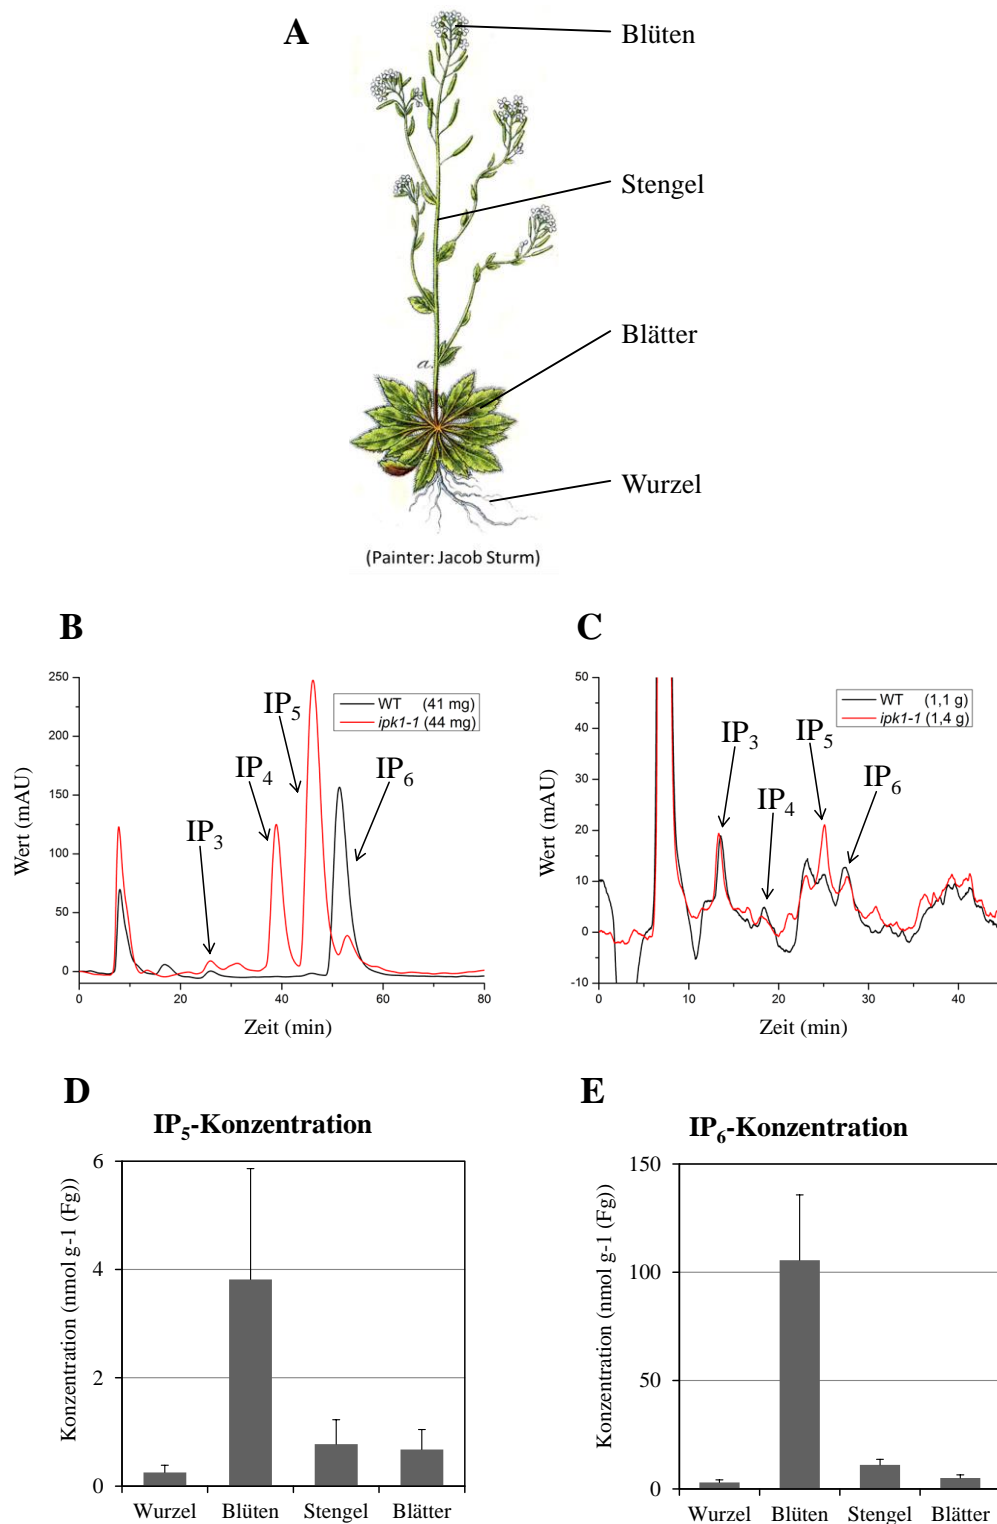 A
Blüten
Stengel
Blätter
a.
Wurzel
(Painter: Jacob Sturm)
B
250
200
150
100
50
0
0 20 40 60 80
Wert (mAU)
Zeit (min)
WT (41 mg)
ipk1-1 (44 mg)
IP5
IP4
IP6
IP3
C
50
40
30
20
10
0
-10
0 10 20 30 40
Wert (mAU)
Zeit (min)
WT (1,1 g)
ipk1-1 (1,4 g)
IP3
IP5
IP4
IP6
D
IP5-Konzentration
Konzentration (nmol g-1 (Fg))
6
4
2
0
Wurzel Blüten Stengel Blätter
E
IP6-Konzentration
Konzentration (nmol g-1 (Fg))
150
100
50
0
Wurzel Blüten Stengel Blätter